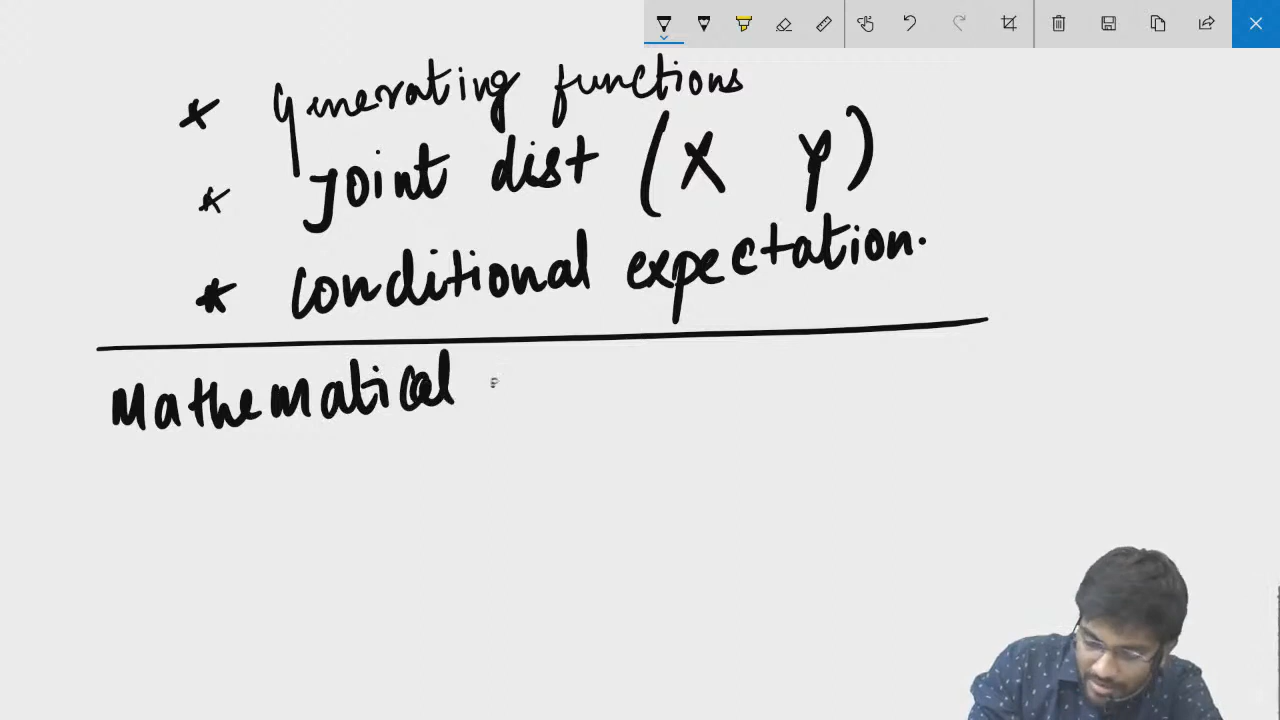 * Generating functions
* Joint dist (X Y)
* Conditional expectation.
Mathematical